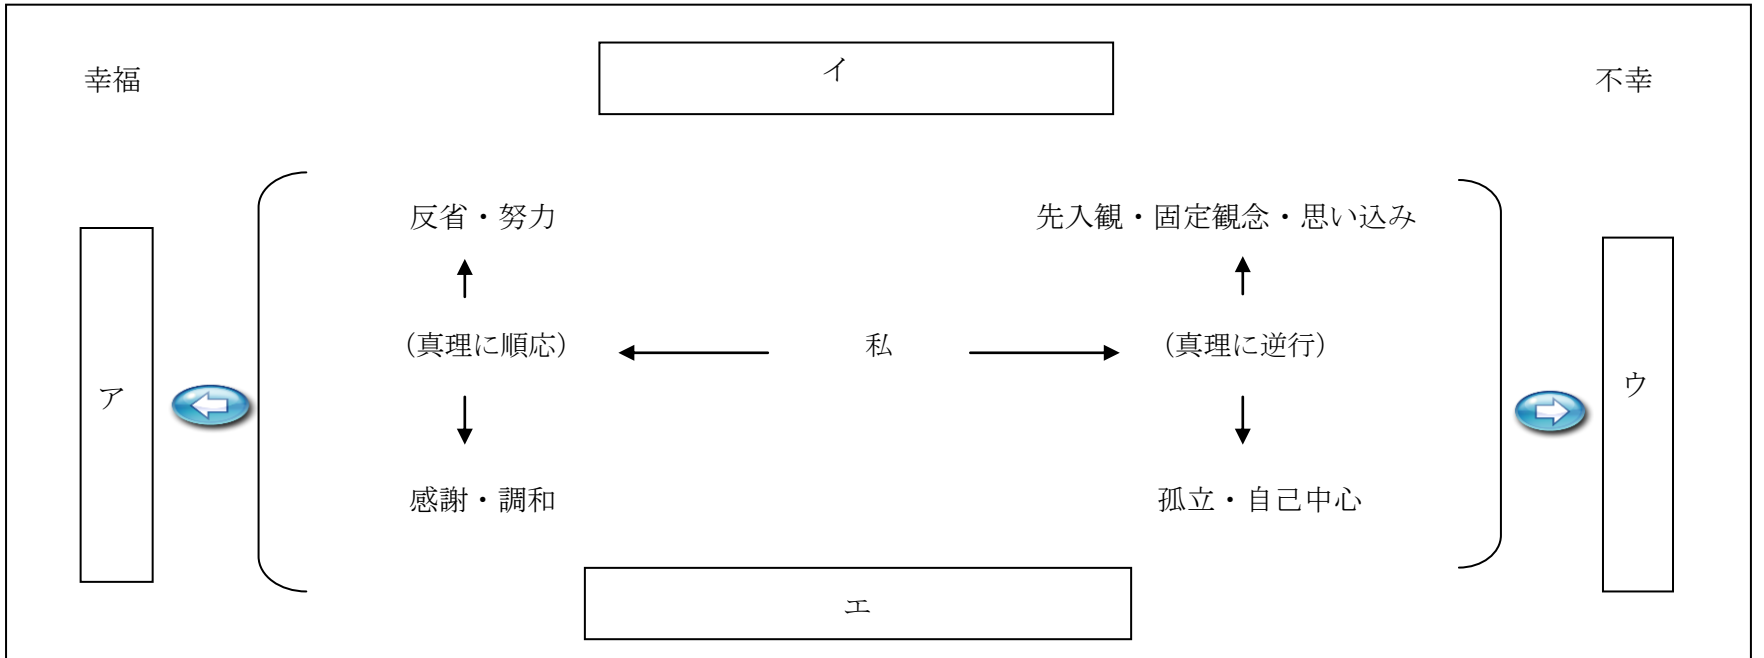 幸福
イ
不幸
反省・努力
先入観・固定観念・思い込み
(真理に順応)
私
(真理に逆行)
ア
ウ
感謝・調和
孤立・自己中心
エ